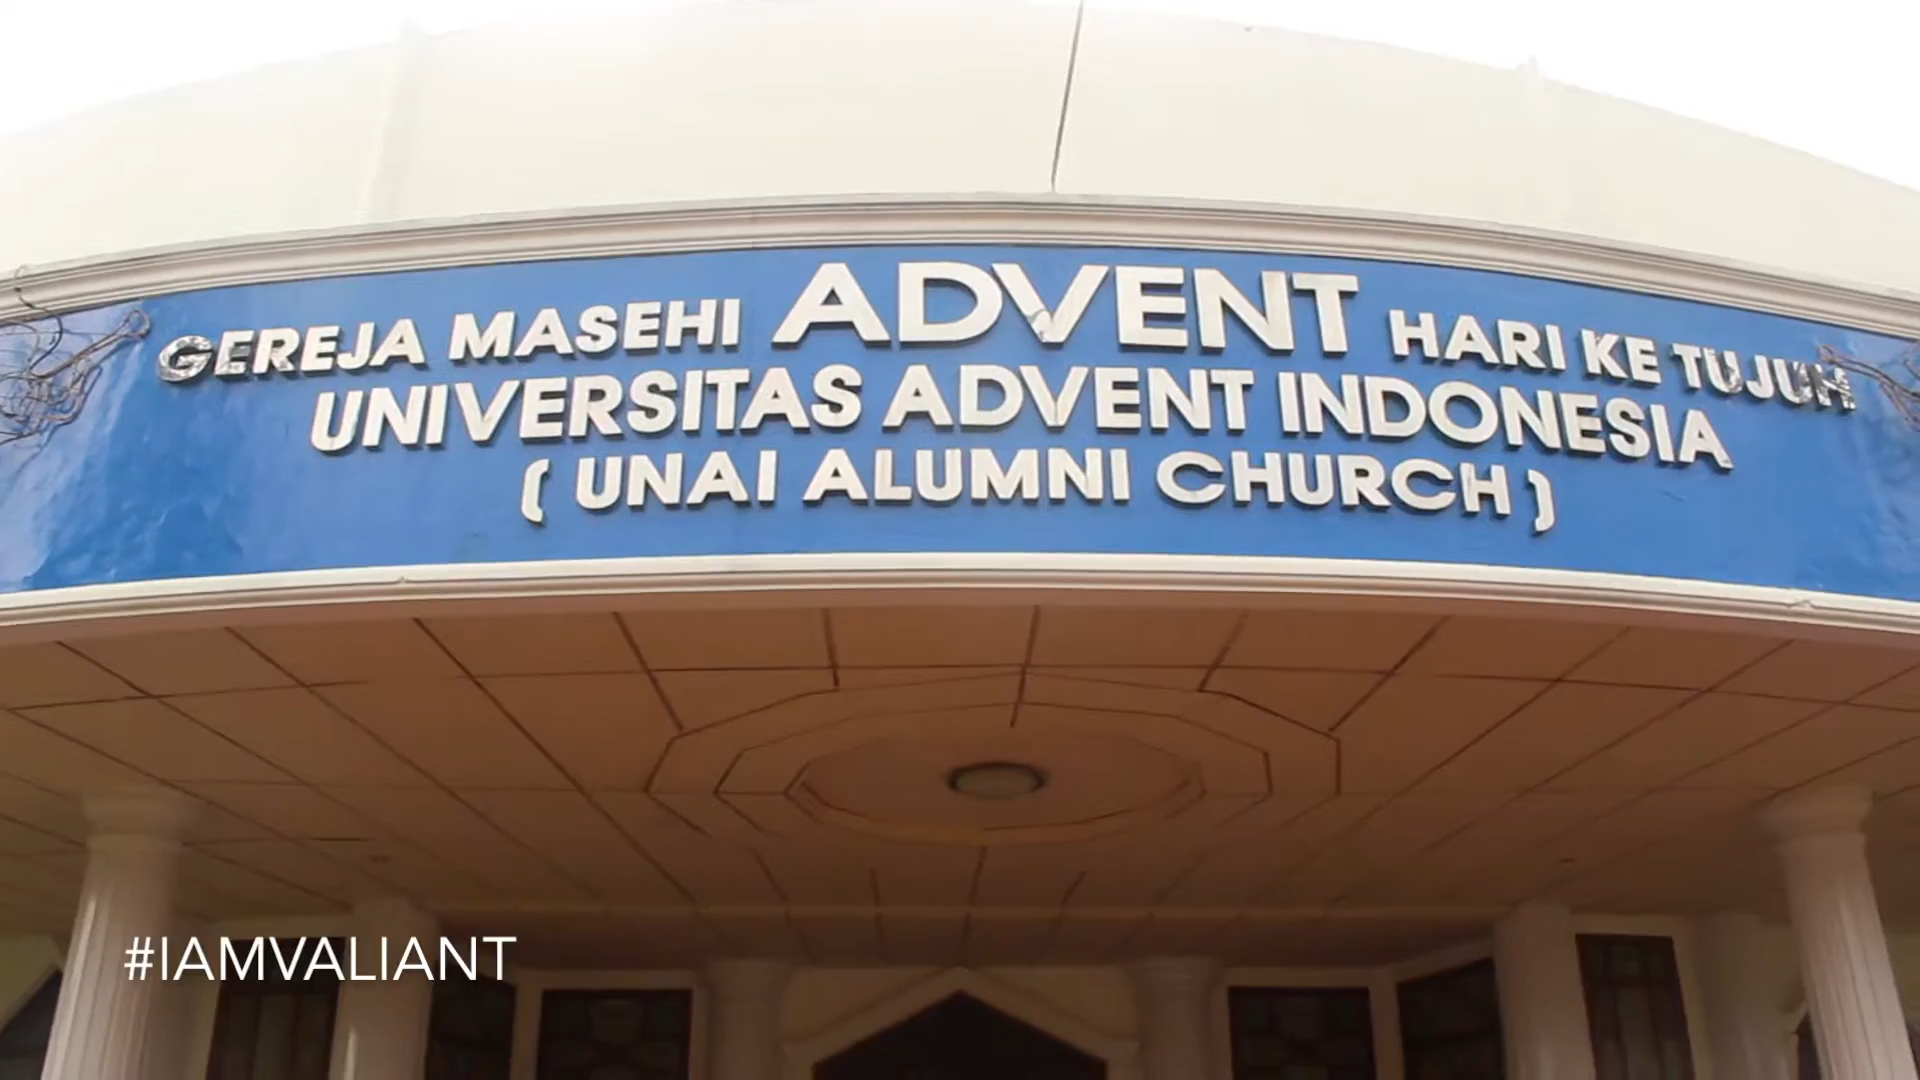 GEREJA MASEHI ADVENT HARI KE TUJUH
UNIVERSITAS ADVENT INDONESIA
( UNAI ALUMNI CHURCH )
#IAMVALIANT